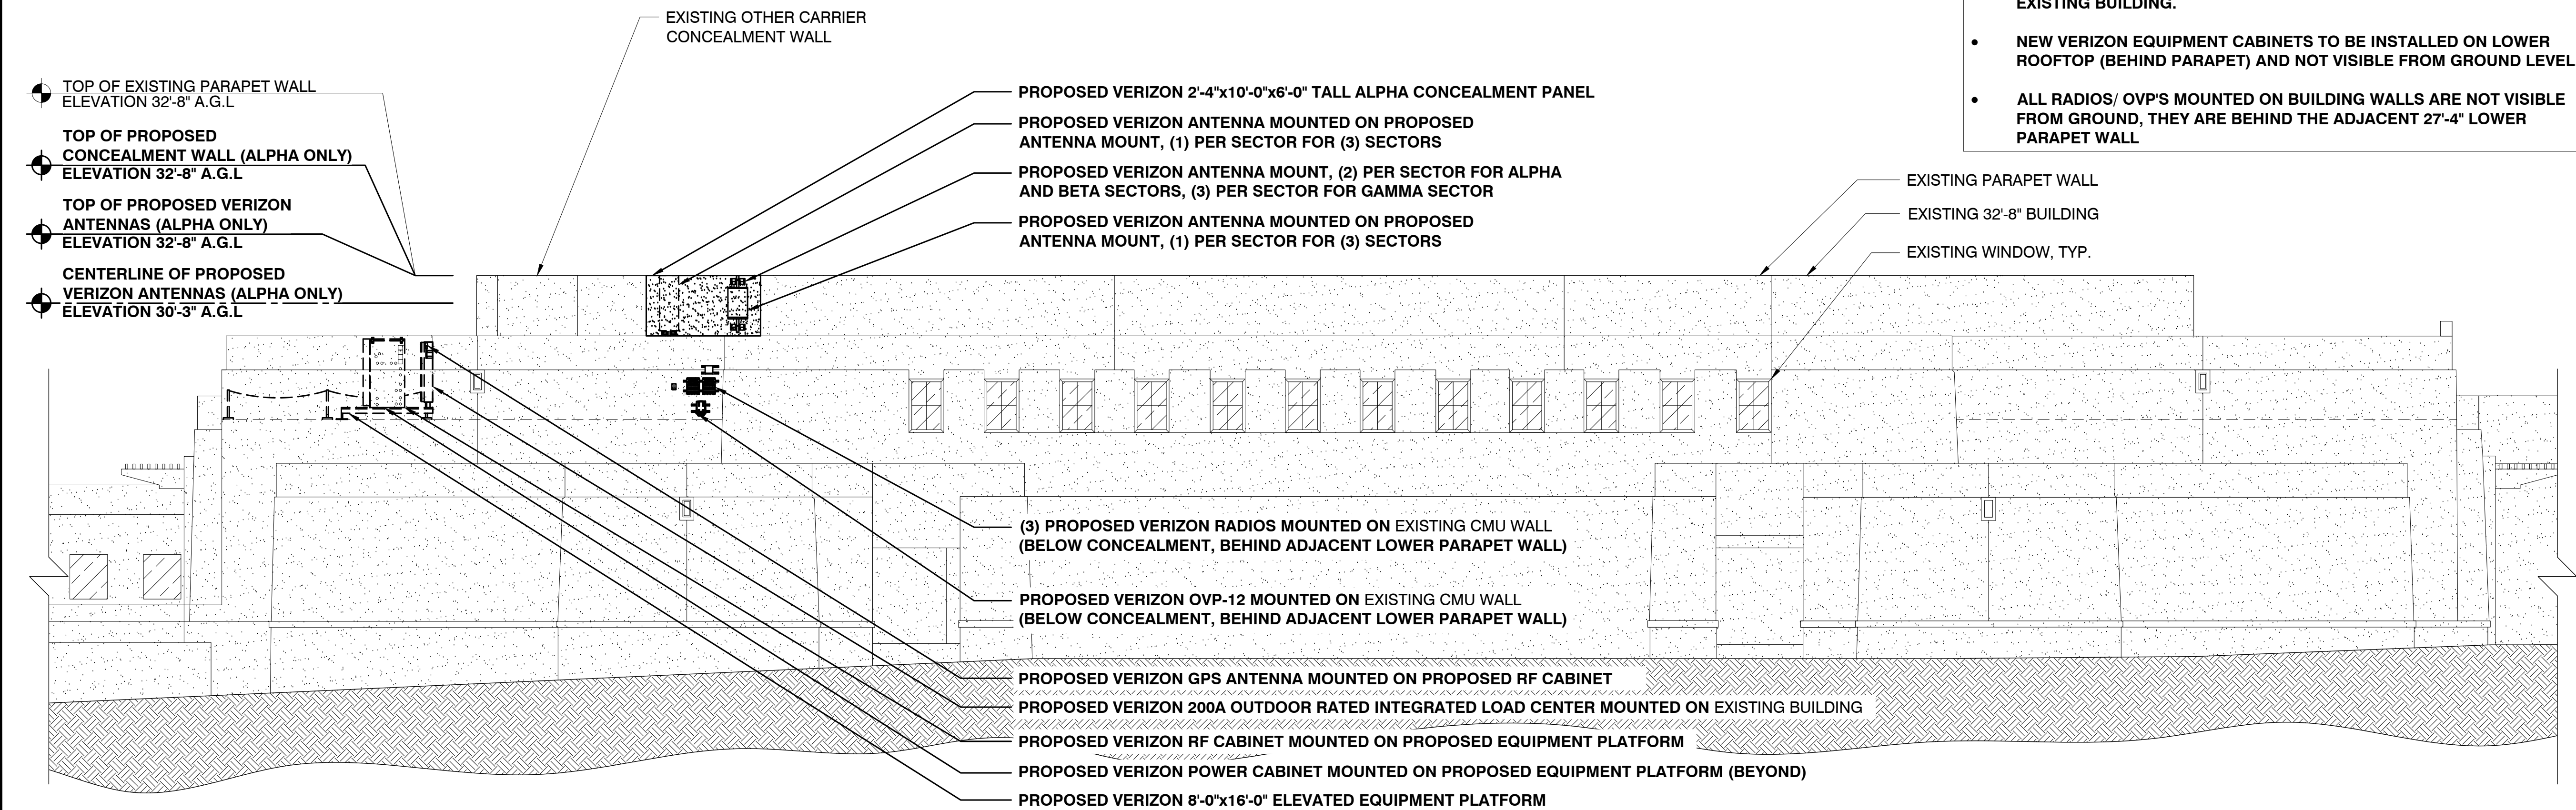 EXISTING OTHER CARRIER
CONCEALMENT WALL
EXISTING BUILDING.
• NEW VERIZON EQUIPMENT CABINETS TO BE INSTALLED ON LOWER
ROOFTOP (BEHIND PARAPET) AND NOT VISIBLE FROM GROUND LEVEL
• ALL RADIOS/ OVP'S MOUNTED ON BUILDING WALLS ARE NOT VISIBLE
FROM GROUND, THEY ARE BEHIND THE ADJACENT 27'-4" LOWER
PARAPET WALL
TOP OF EXISTING PARAPET WALL
ELEVATION 32'-8" A.G.L
TOP OF PROPOSED
CONCEALMENT WALL (ALPHA ONLY)
ELEVATION 32'-8" A.G.L
TOP OF PROPOSED VERIZON
ANTENNAS (ALPHA ONLY)
ELEVATION 32'-8" A.G.L
CENTERLINE OF PROPOSED
VERIZON ANTENNAS (ALPHA ONLY)
ELEVATION 30'-3" A.G.L
PROPOSED VERIZON 2'-4"x10'-0"x6'-0" TALL ALPHA CONCEALMENT PANEL
PROPOSED VERIZON ANTENNA MOUNTED ON PROPOSED
ANTENNA MOUNT, (1) PER SECTOR FOR (3) SECTORS
PROPOSED VERIZON ANTENNA MOUNT, (2) PER SECTOR FOR ALPHA
AND BETA SECTORS, (3) PER SECTOR FOR GAMMA SECTOR
PROPOSED VERIZON ANTENNA MOUNTED ON PROPOSED
ANTENNA MOUNT, (1) PER SECTOR FOR (3) SECTORS
EXISTING PARAPET WALL
EXISTING 32'-8" BUILDING
EXISTING WINDOW, TYP.
(3) PROPOSED VERIZON RADIOS MOUNTED ON EXISTING CMU WALL
(BELOW CONCEALMENT, BEHIND ADJACENT LOWER PARAPET WALL)
PROPOSED VERIZON OVP-12 MOUNTED ON EXISTING CMU WALL
(BELOW CONCEALMENT, BEHIND ADJACENT LOWER PARAPET WALL)
PROPOSED VERIZON GPS ANTENNA MOUNTED ON PROPOSED RF CABINET
PROPOSED VERIZON 200A OUTDOOR RATED INTEGRATED LOAD CENTER MOUNTED ON EXISTING BUILDING
PROPOSED VERIZON RF CABINET MOUNTED ON PROPOSED EQUIPMENT PLATFORM
PROPOSED VERIZON POWER CABINET MOUNTED ON PROPOSED EQUIPMENT PLATFORM (BEYOND)
PROPOSED VERIZON 8'-0"x16'-0" ELEVATED EQUIPMENT PLATFORM